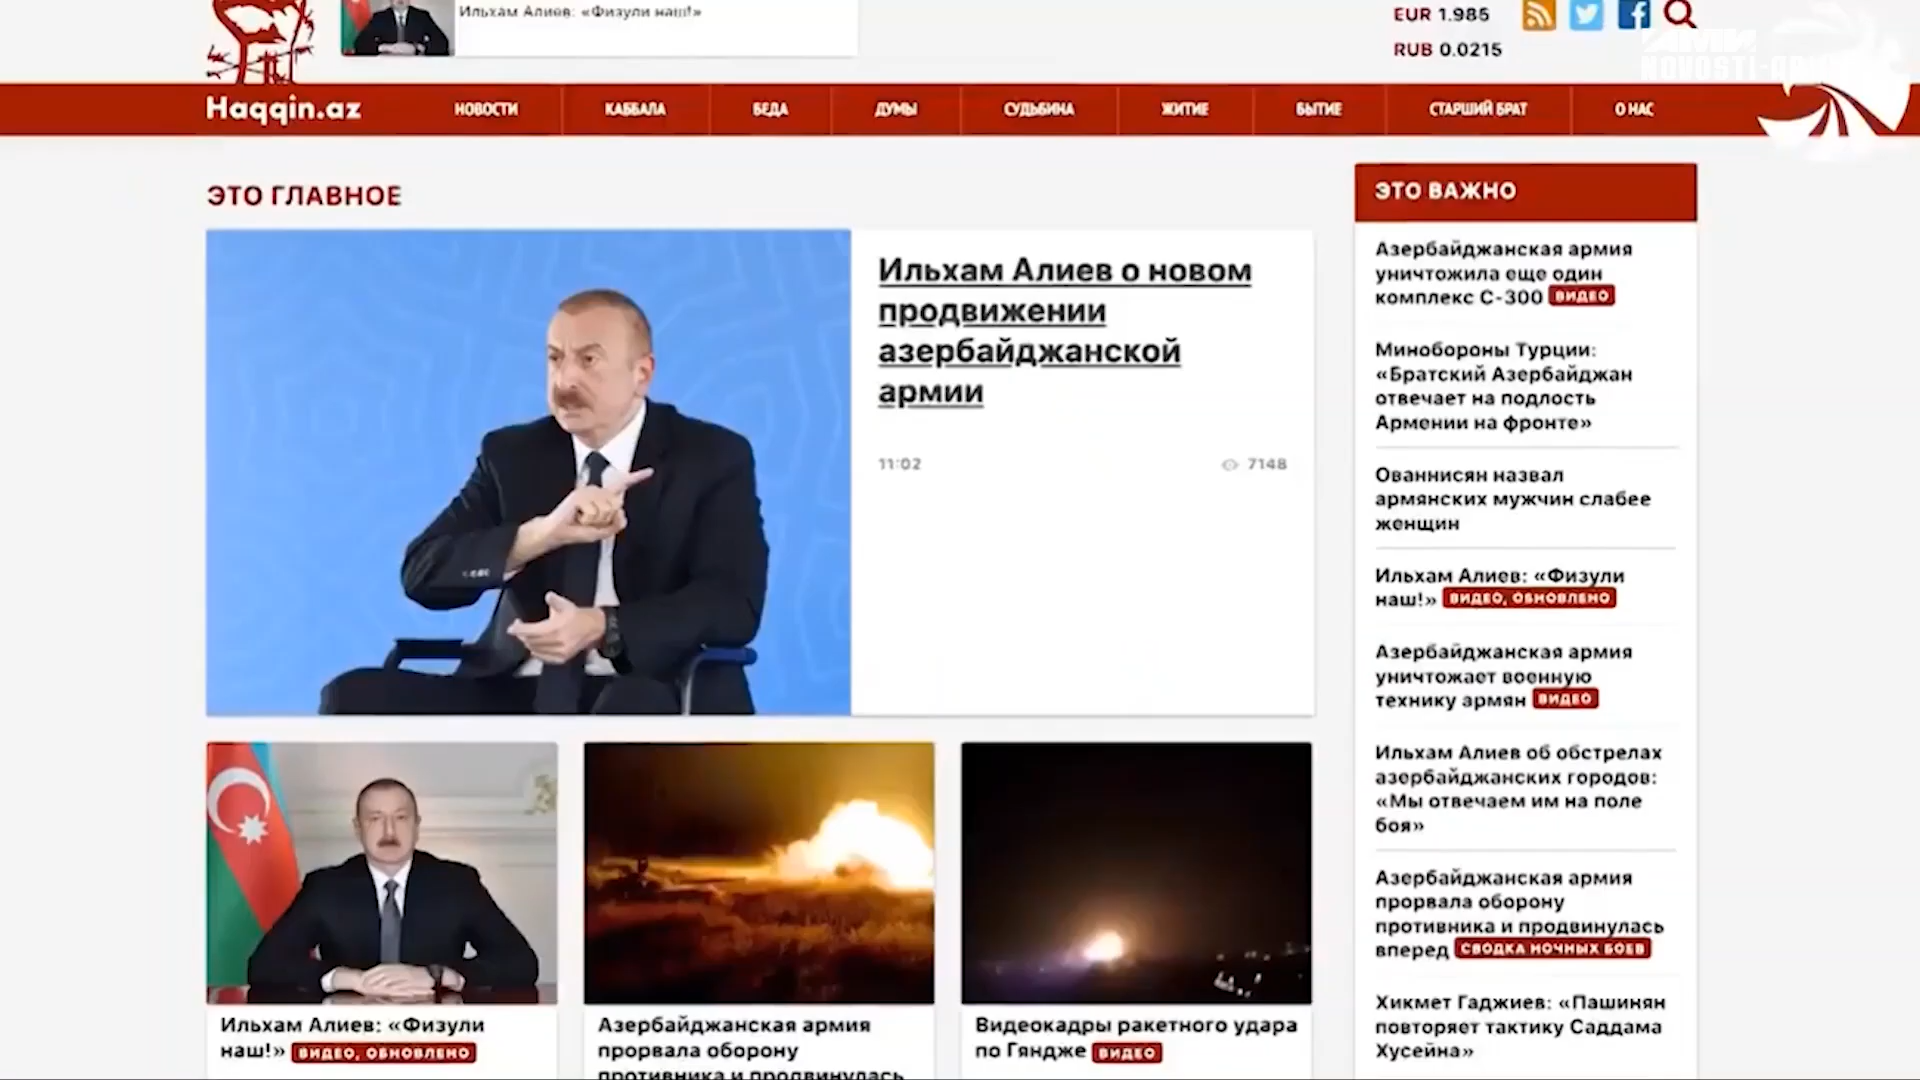 Ильхам Алиев: «Физули наш!»
EUR 1.985
RUB 0.0215
Haqqin.az
НОВОСТИ
КАББАЛА
БЕДА
ДУМЫ
СУДЬБИНА
ЖИТИЕ
БЫТИЕ
СТАРШИЙ БРАТ
О НАС
ЭТО ГЛАВНОЕ
Ильхам Алиев о новом
продвижении
азербайджанской
армии
11:02
7148
Ильхам Алиев: «Физули
наш!» ВИДЕО, ОБНОВЛЕНО
Азербайджанская армия
прорвала оборону
противника и продвинулась
Видеокадры ракетного удара
по Гяндже ВИДЕО
ЭТО ВАЖНО
Азербайджанская армия
уничтожила еще один
комплекс С-300 ВИДЕО
Минобороны Турции:
«Братский Азербайджан
отвечает на подлость
Армении на фронте»
Ованнисян назвал
армянских мужчин слабее
женщин
Ильхам Алиев: «Физули
наш!» ВИДЕО, ОБНОВЛЕНО
Азербайджанская армия
уничтожает военную
технику армян ВИДЕО
Ильхам Алиев об обстрелах
азербайджанских городов:
«Мы отвечаем им на поле
боя»
Азербайджанская армия
прорвала оборону
противника и продвинулась
вперед СВОДКА НОЧНЫХ БОЕВ
Хикмет Гаджиев: «Пашинян
повторяет тактику Саддама
Хусейна»